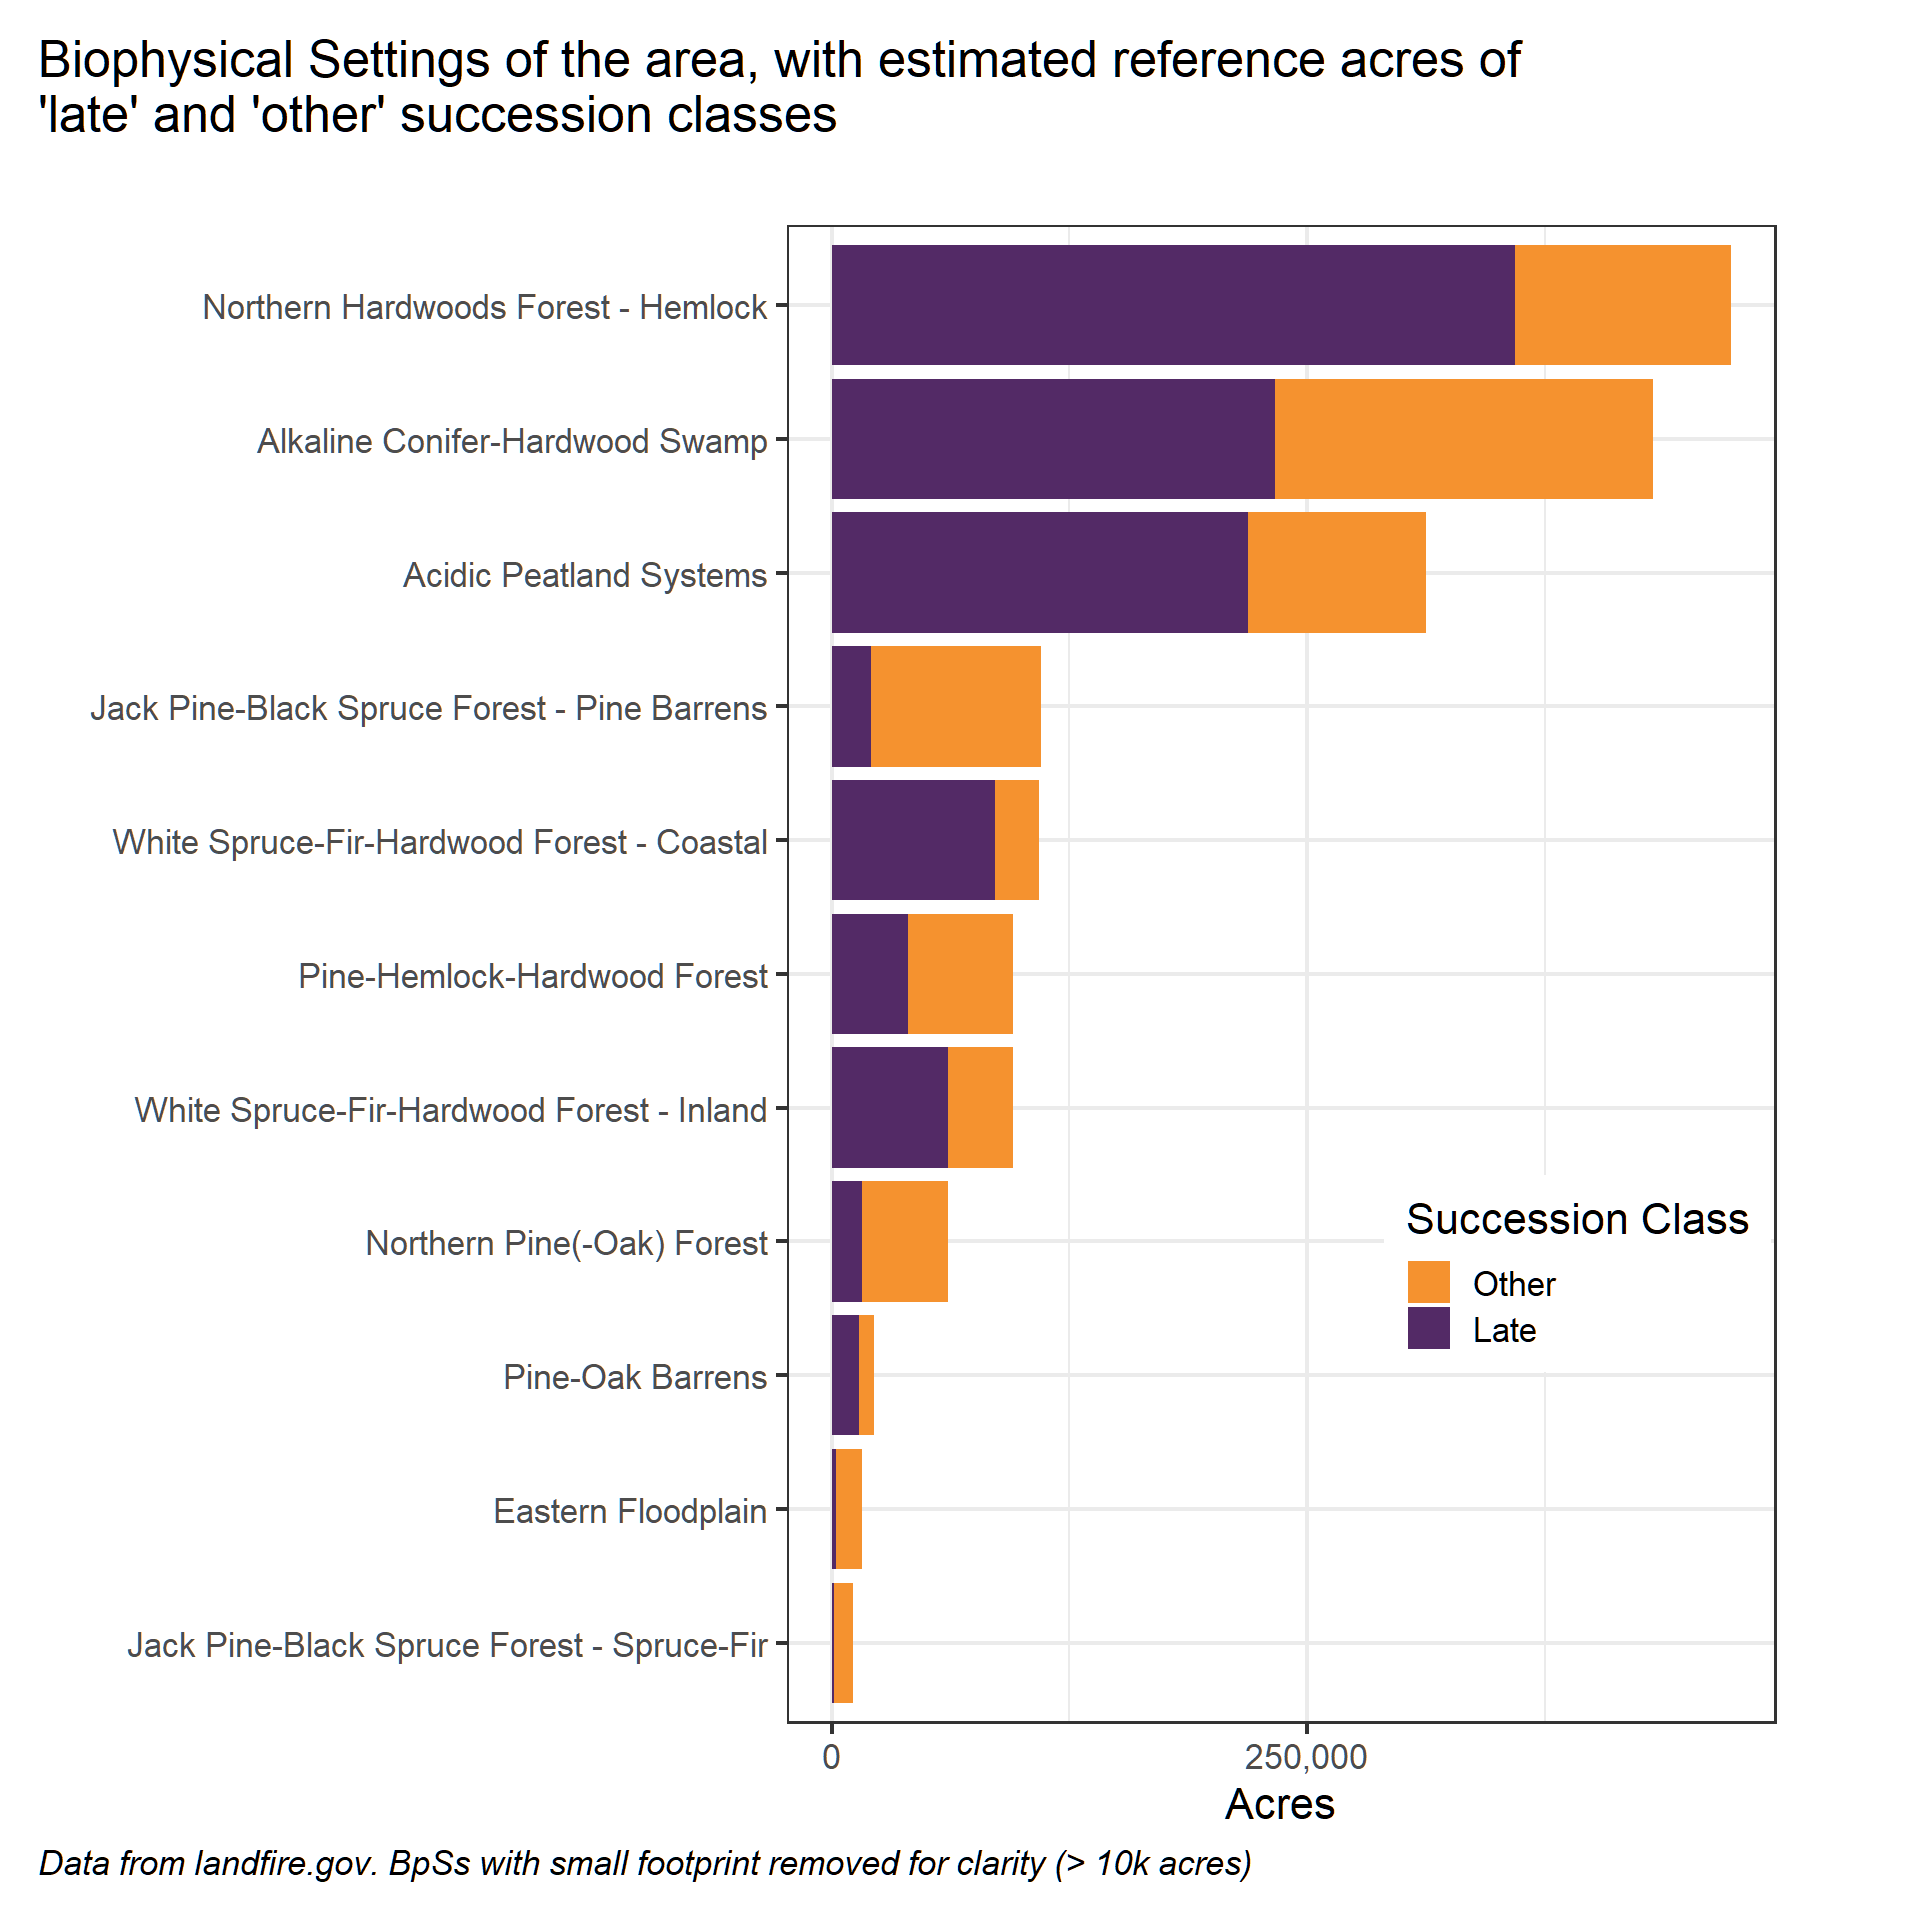 Biophysical Settings of the area, with estimated reference acres of
'late' and 'other' succession classes
Northern Hardwoods Forest - Hemlock
Alkaline Conifer-Hardwood Swamp
Acidic Peatland Systems
Jack Pine-Black Spruce Forest - Pine Barrens
White Spruce-Fir-Hardwood Forest - Coastal
Pine-Hemlock-Hardwood Forest
White Spruce-Fir-Hardwood Forest - Inland
Northern Pine(-Oak) Forest
Pine-Oak Barrens
Eastern Floodplain
Jack Pine-Black Spruce Forest - Spruce-Fir
Succession Class
Other
Late
0
250,000
Acres
Data from landfire.gov. BpSs with small footprint removed for clarity (> 10k acres)